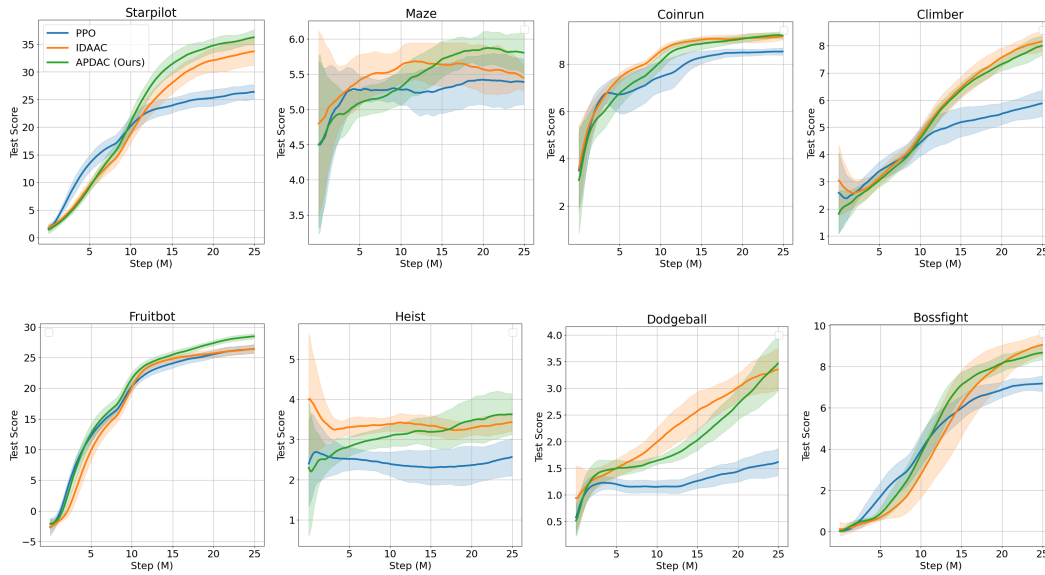 Starpilot
Maze
Coinrun
Climber
PPO
IDAAC
APDAC (Ours)
Test Score
35
30
25
20
15
10
5
0
5 10 15 20 25
Step (M)
Test Score
6.0
5.5
5.0
4.5
4.0
3.5
5 10 15 20 25
Step (M)
Test Score
8
6
4
2
5 10 15 20 25
Step (M)
Test Score
8
7
6
5
4
3
2
1
5 10 15 20 25
Step (M)
Fruitbot
Heist
Dodgeball
Bossfight
Test Score
30
25
20
15
10
5
0
−5
5 10 15 20 25
Step (M)
Test Score
5
4
3
2
1
5 10 15 20 25
Step (M)
Test Score
4.0
3.5
3.0
2.5
2.0
1.5
1.0
0.5
5 10 15 20 25
Step (M)
Test Score
10
8
6
4
2
0
5 10 15 20 25
Step (M)